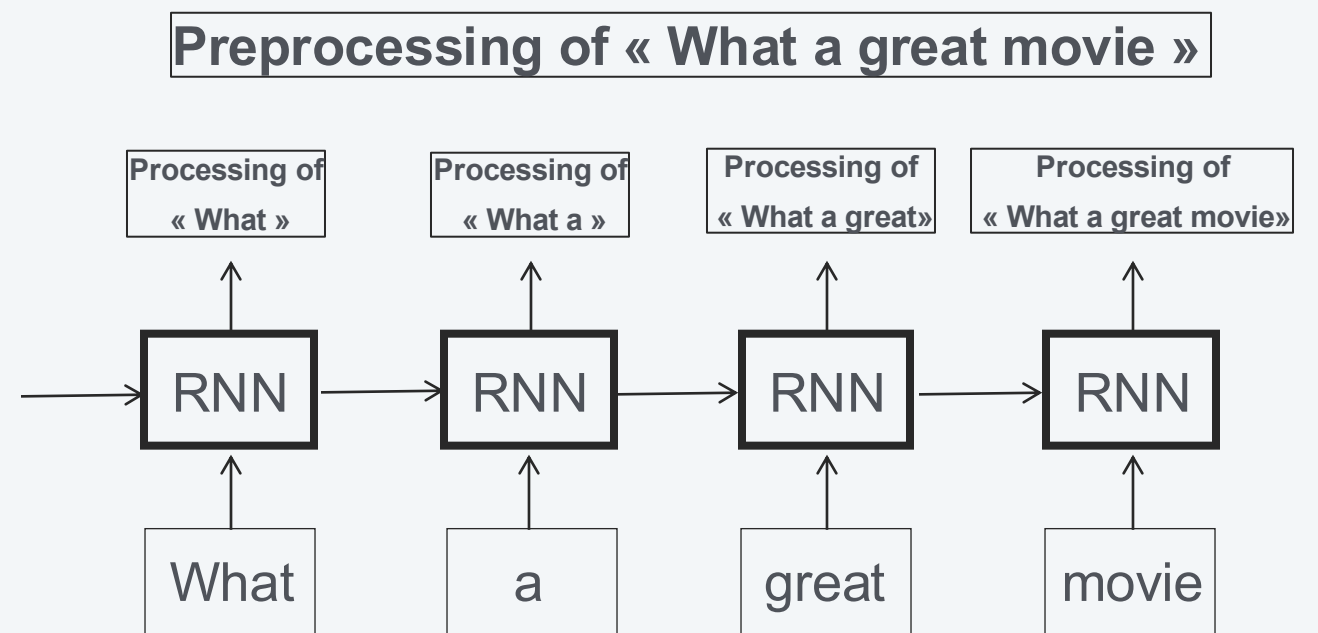 Preprocessing of « What a great movie »
Processing of
« What »
Processing of
« What a »
Processing of
« What a great»
Processing of
« What a great movie»
RNN
RNN
RNN
RNN
What
a
great
movie